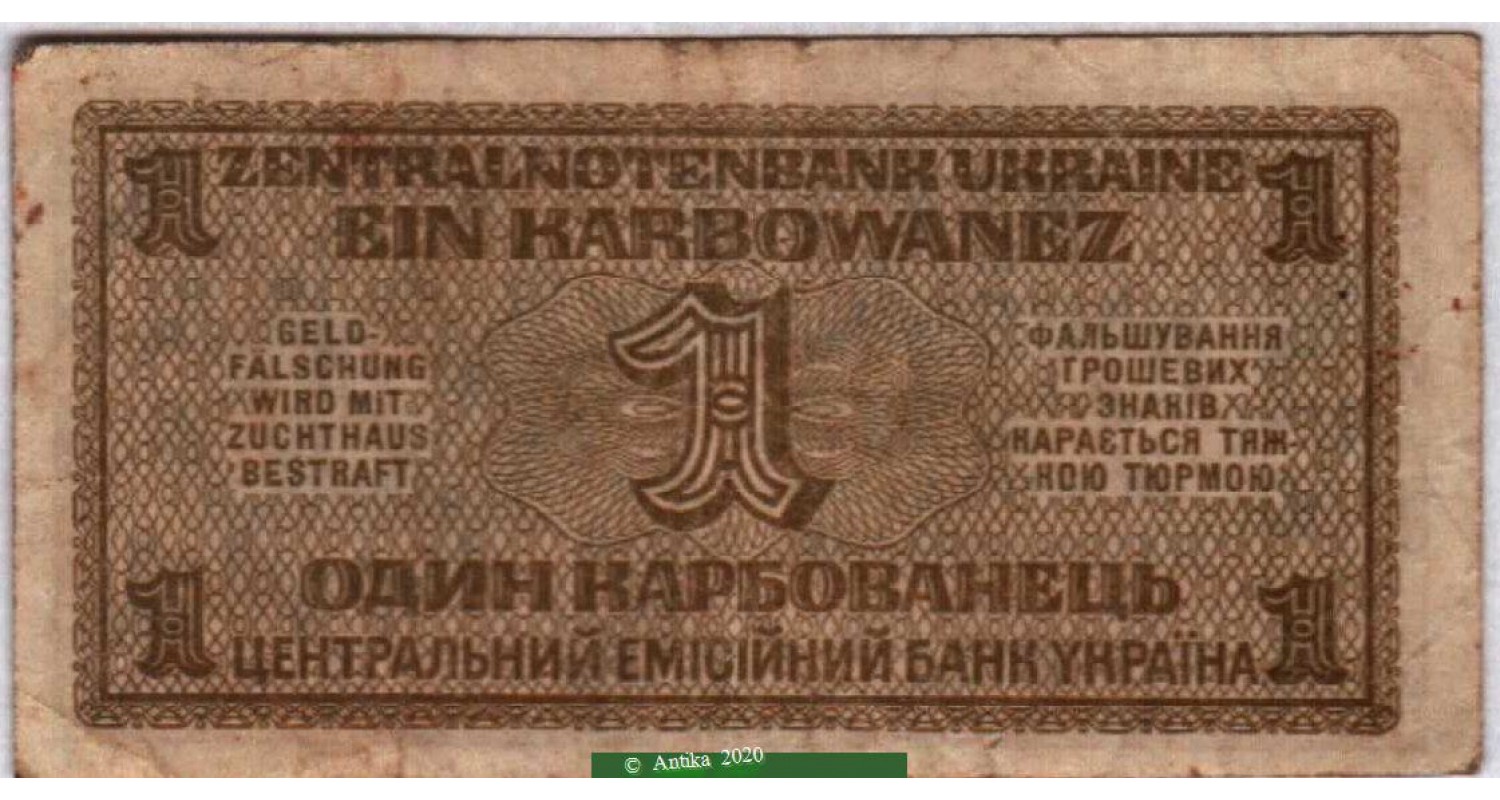 1 ZENTRALNOTENBANK UKRAINE 1
EIN KARBOWANEZ
GELD-
FÄLSCHUNG
WIRD MIT
ZUCHTHAUS
BESTRAFT
1
ФАЛЬШУВАННЯ
ГРОШЕВИХ
ЗНАКІВ
КАРАЄТЬСЯ ТЯЖ-
КОЮ ТЮРМОЮ
ОДИН КАРБОВАНЕЦЬ
1 ЦЕНТРАЛЬНИЙ ЕМІСІЙНИЙ БАНК УКРАЇНА 1
© Antika 2020